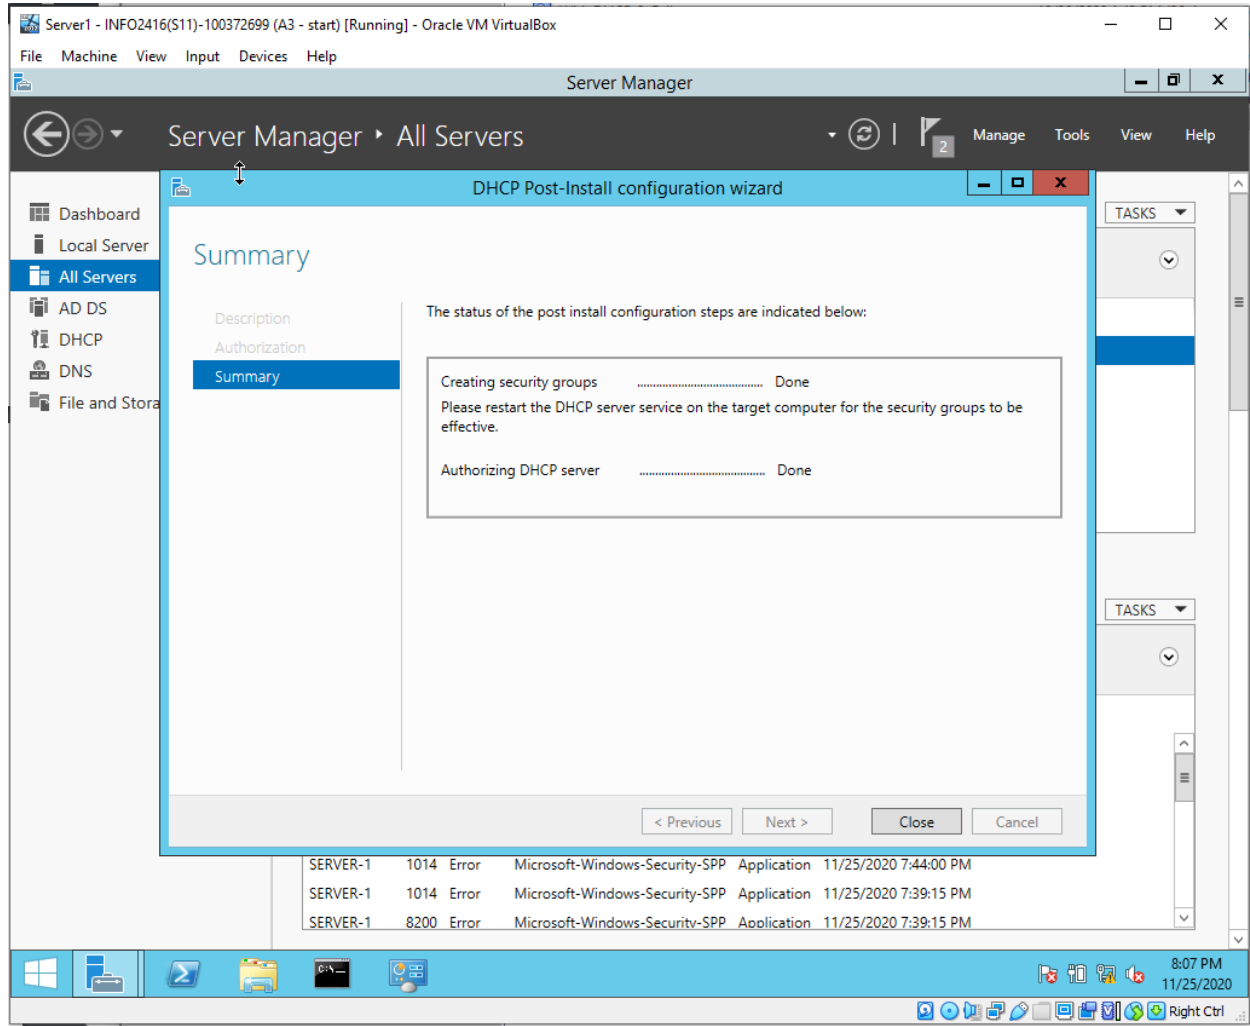 Server1 - INFO2416(S11)-100372699 (A3 - start) [Running] - Oracle VM VirtualBox
File Machine View Input Devices Help
Server Manager
Server Manager All Servers
2
Manage Tools View Help
DHCP Post-Install configuration wizard
Dashboard
Local Server
All Servers
AD DS
DHCP
DNS
File and Stora
TASKS
Summary
Description
Authorization
Summary
The status of the post install configuration steps are indicated below:
Creating security groups ........................................ Done
Please restart the DHCP server service on the target computer for the security groups to be
effective.
Authorizing DHCP server ........................................ Done
TASKS
< Previous Next > Close Cancel
SERVER-1 1014 Error Microsoft-Windows-Security-SPP Application 11/25/2020 7:44:00 PM
SERVER-1 1014 Error Microsoft-Windows-Security-SPP Application 11/25/2020 7:39:15 PM
SERVER-1 8200 Error Microsoft-Windows-Security-SPP Application 11/25/2020 7:39:15 PM
C:\_
8:07 PM
11/25/2020
Right Ctrl